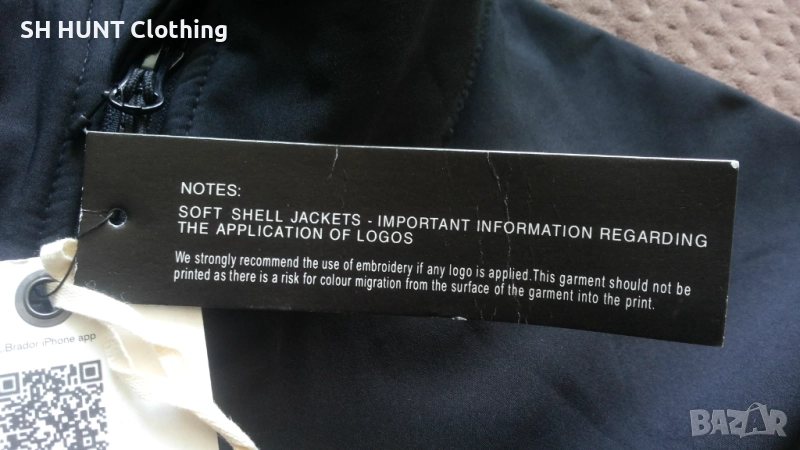 SH HUNT Clothing
NOTES:
SOFT SHELL JACKETS - IMPORTANT INFORMATION REGARDING
THE APPLICATION OF LOGOS
We strongly recommend the use of embroidery if any logo is applied.This garment should not be
printed as there is a risk for colour migration from the surface of the garment into the print.
Brador iPhone app
BAZAR